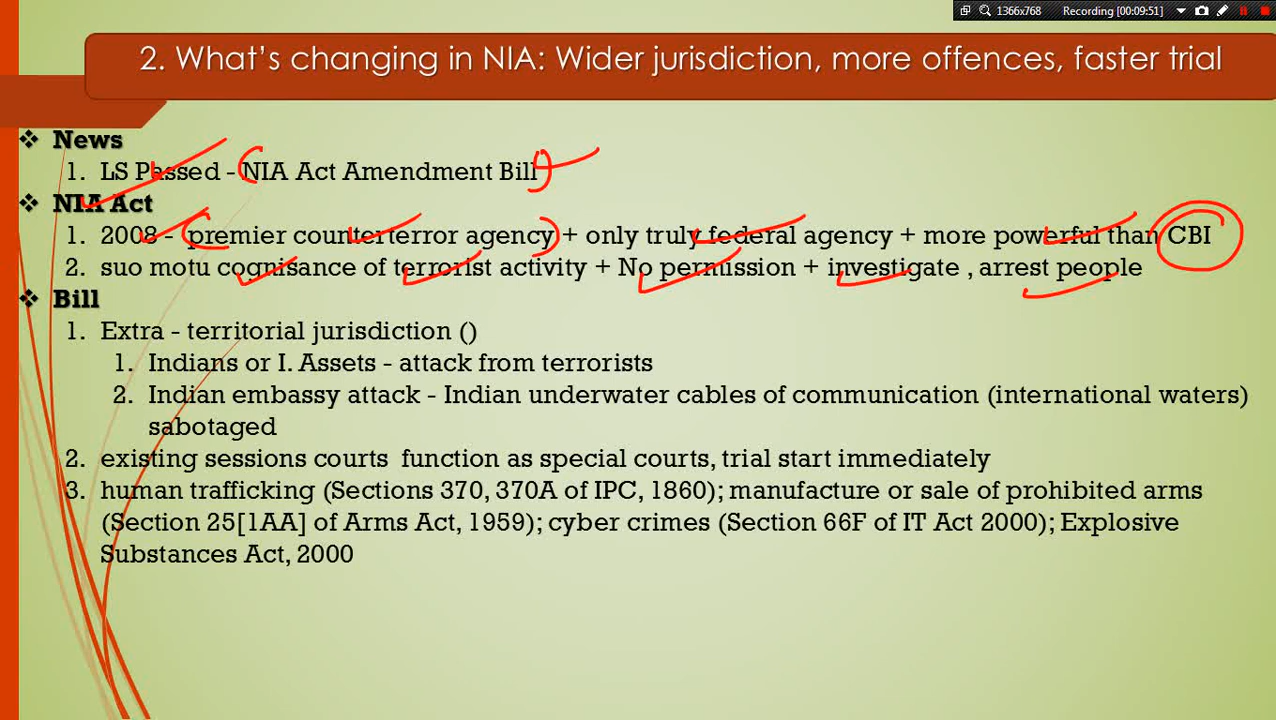 1366x768 Recording [00:09:51]
2. What's changing in NIA: Wider jurisdiction, more offences, faster trial
❖ News
1. LS Passed - NIA Act Amendment Bill
❖ NIA Act
1. 2008 - premier counterterror agency + only truly federal agency + more powerful than CBI
2. suo motu cognisance of terrorist activity + No permission + investigate , arrest people
❖ Bill
1. Extra - territorial jurisdiction ()
1. Indians or I. Assets - attack from terrorists
2. Indian embassy attack - Indian underwater cables of communication (international waters)
sabotaged
2. existing sessions courts function as special courts, trial start immediately
3. human trafficking (Sections 370, 370A of IPC, 1860); manufacture or sale of prohibited arms
(Section 25[1AA] of Arms Act, 1959); cyber crimes (Section 66F of IT Act 2000); Explosive
Substances Act, 2000